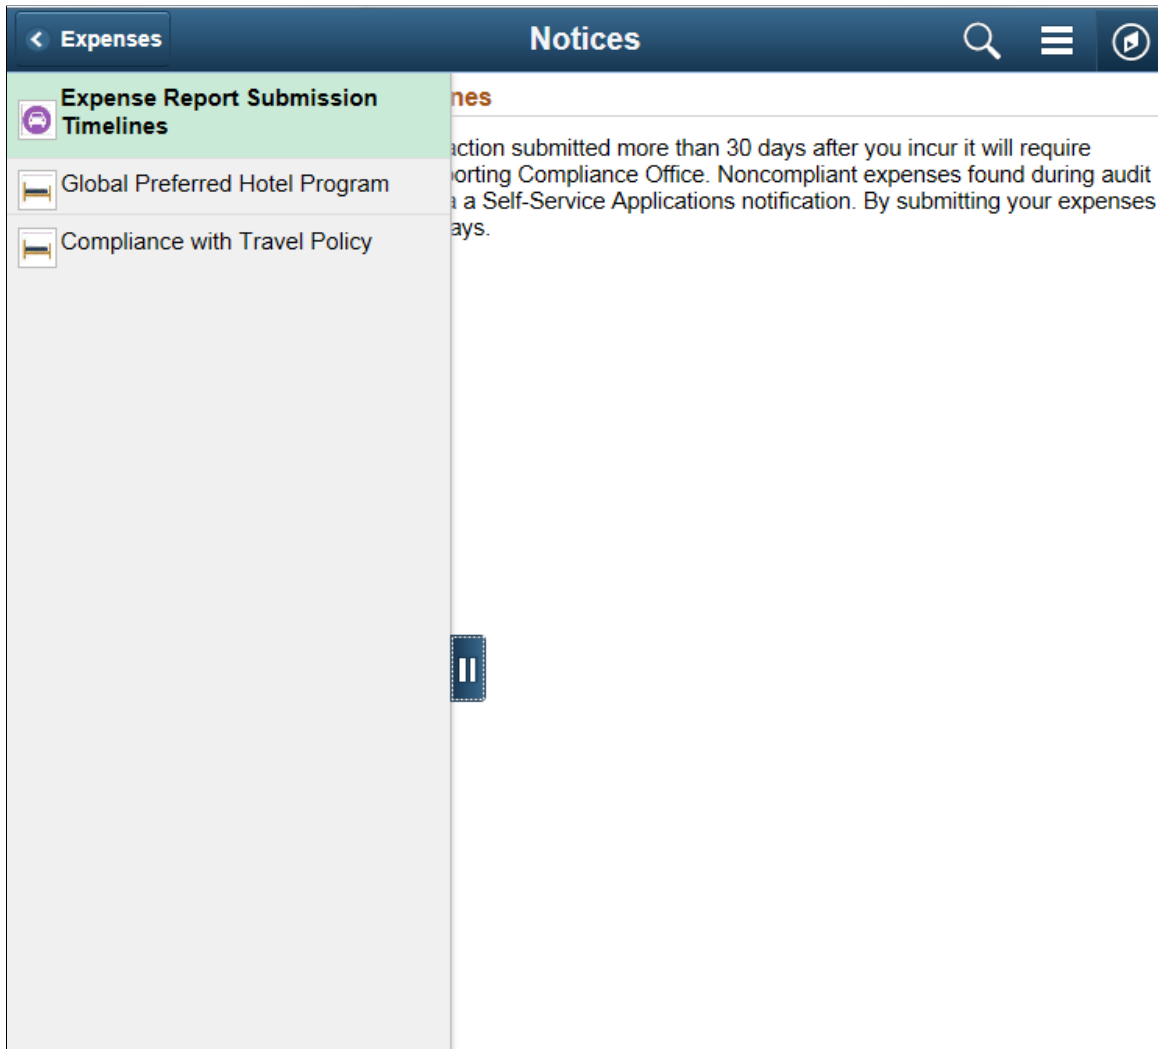 Expenses
Notices
Expense Report Submission
Timelines
Global Preferred Hotel Program
Compliance with Travel Policy
nes
action submitted more than 30 days after you incur it will require
orting Compliance Office. Noncompliant expenses found during audit
a Self-Service Applications notification. By submitting your expenses
ays.